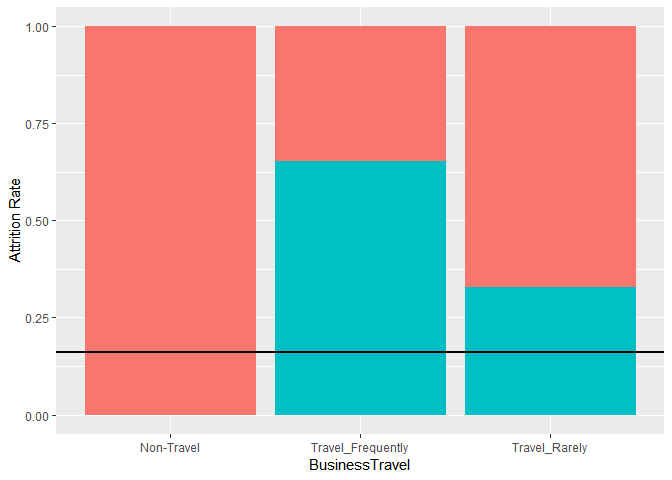 1.00
0.75
0.50
0.25
0.00
Attrition Rate
Non-Travel
Travel_Frequently
Travel_Rarely
BusinessTravel